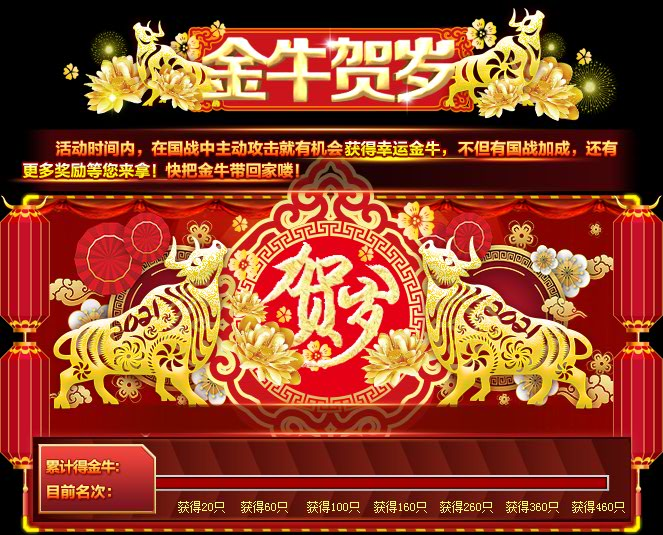 金牛贺岁
活动时间内，在国战中主动攻击就有机会获得幸运金牛，不但有国战加成，还有
更多奖励等您来拿！快把金牛带回家喽！
贺岁
2021
2021
累计得金牛:
目前名次:
获得20只 获得60只 获得100只 获得160只 获得260只 获得360只 获得460只